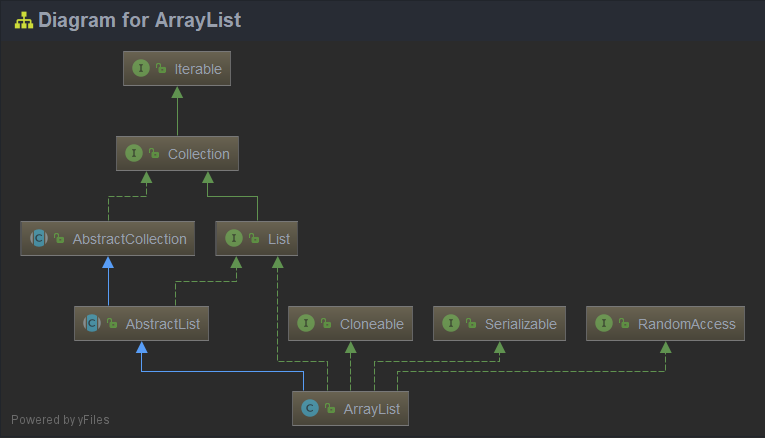 Diagram for ArrayList
I Iterable
I Collection
C AbstractCollection
I List
C AbstractList
I Cloneable
I Serializable
I RandomAccess
C ArrayList
Powered by yFiles